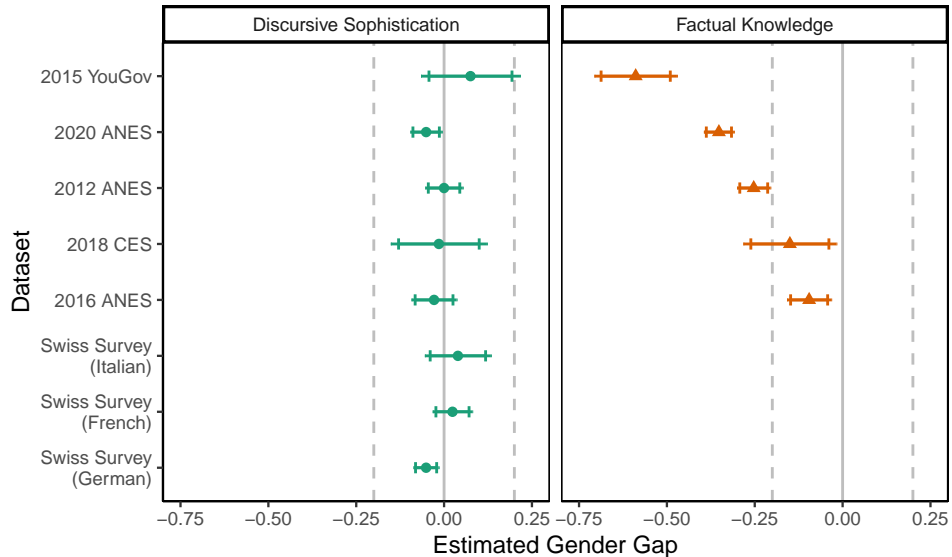 Discursive Sophistication
Factual Knowledge
Dataset
2015 YouGov
2020 ANES
2012 ANES
2018 CES
2016 ANES
Swiss Survey
(Italian)
Swiss Survey
(French)
Swiss Survey
(German)
−0.75 −0.50 −0.25 0.00 0.25
−0.75 −0.50 −0.25 0.00 0.25
Estimated Gender Gap